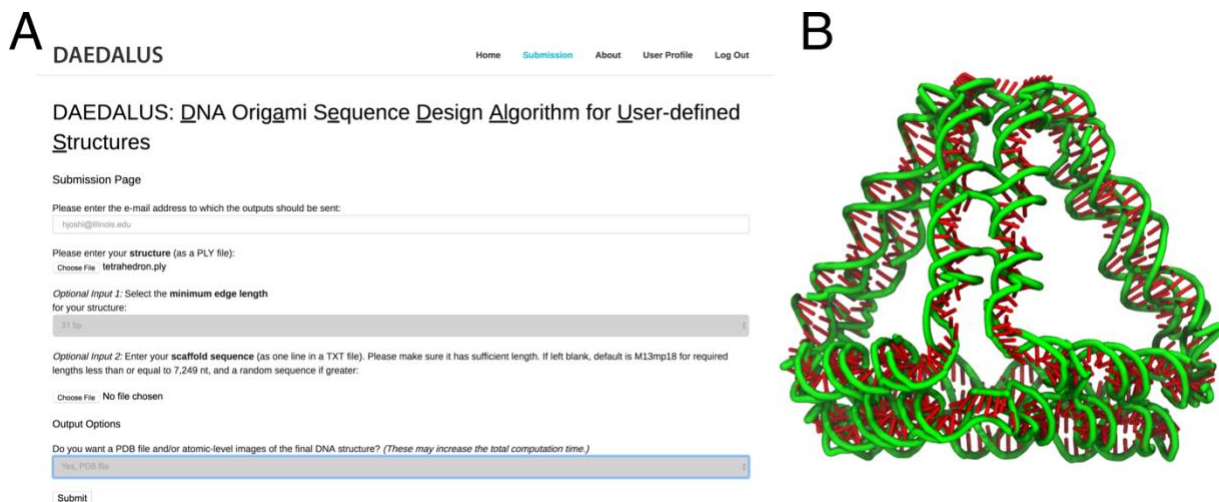 A
B
DAEDALUS
Home Submission About User Profile Log Out
DAEDALUS: DNA Origami Sequence Design Algorithm for User-defined
Structures
Submission Page
Please enter the e-mail address to which the outputs should be sent:
hjoshi@illinois.edu
Please enter your structure (as a PLY file):
Choose File tetrahedron.ply
Optional Input 1: Select the minimum edge length
for your structure:
31 bp
Optional Input 2: Enter your scaffold sequence (as one line in a TXT file). Please make sure it has sufficient length. If left blank, default is M13mp18 for required
lengths less than or equal to 7,249 nt, and a random sequence if greater:
Choose File No file chosen
Output Options
Do you want a PDB file and/or atomic-level images of the final DNA structure? (These may increase the total computation time.)
Yes, PDB file
Submit